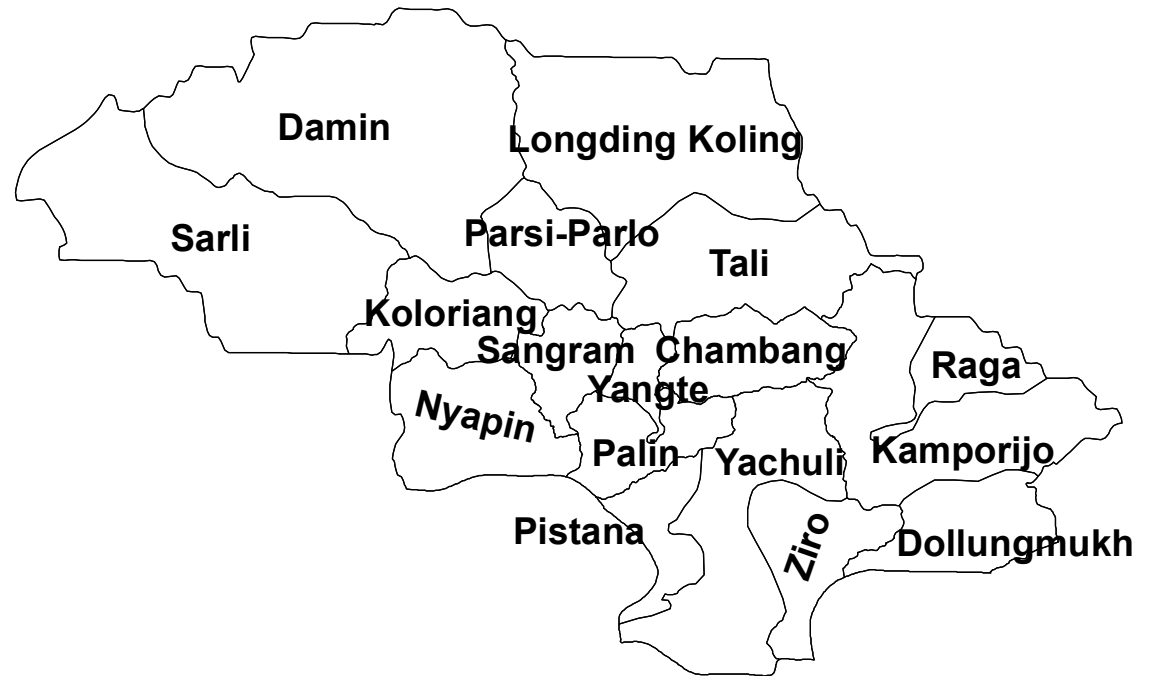 Damin
Longding Koling
Sarli
Parsi-Parlo
Tali
Koloriang
Sangram
Chambang
Raga
Yangte
Nyapin
Palin
Yachuli
Kamporijo
Pistana
Ziro
Dollungmukh